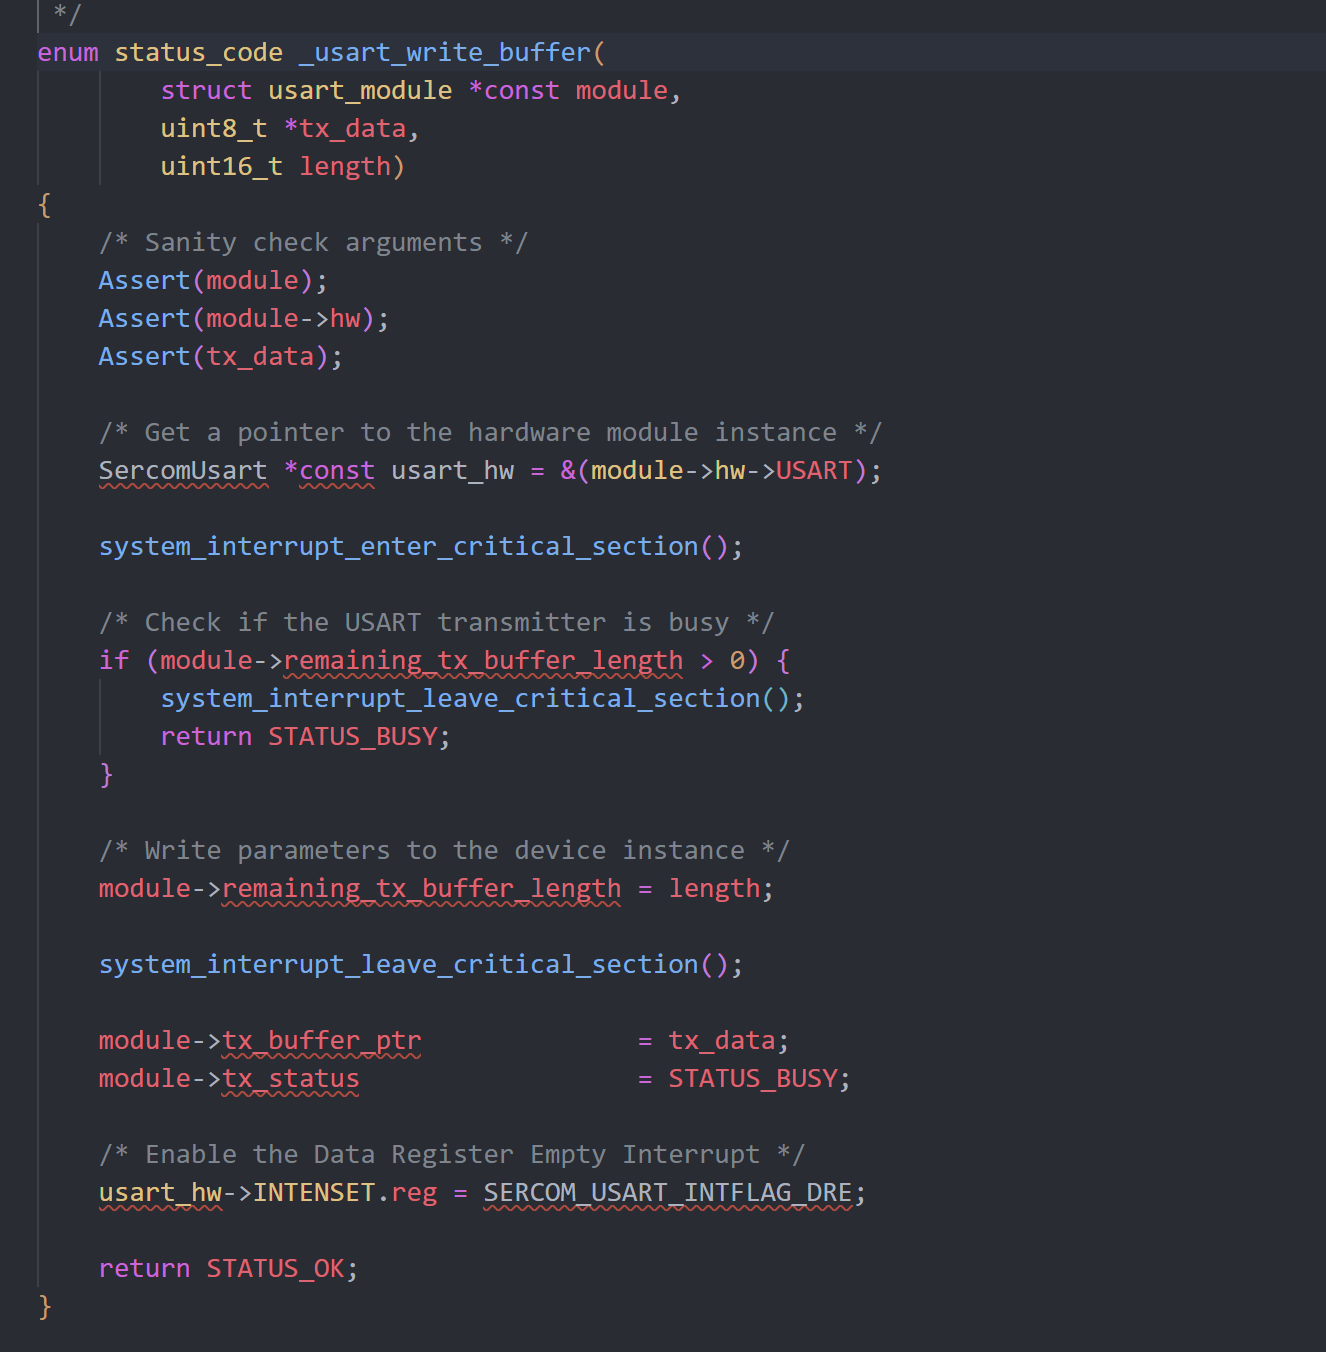 */
enum status_code _usart_write_buffer(
struct usart_module *const module,
uint8_t *tx_data,
uint16_t length)
{
/* Sanity check arguments */
Assert(module);
Assert(module->hw);
Assert(tx_data);
/* Get a pointer to the hardware module instance */
SercomUsart *const usart_hw = &(module->hw->USART);
system_interrupt_enter_critical_section();
/* Check if the USART transmitter is busy */
if (module->remaining_tx_buffer_length > 0) {
system_interrupt_leave_critical_section();
return STATUS_BUSY;
}
/* Write parameters to the device instance */
module->remaining_tx_buffer_length = length;
system_interrupt_leave_critical_section();
module->tx_buffer_ptr              = tx_data;
module->tx_status                  = STATUS_BUSY;
/* Enable the Data Register Empty Interrupt */
usart_hw->INTENSET.reg = SERCOM_USART_INTFLAG_DRE;
return STATUS_OK;
}